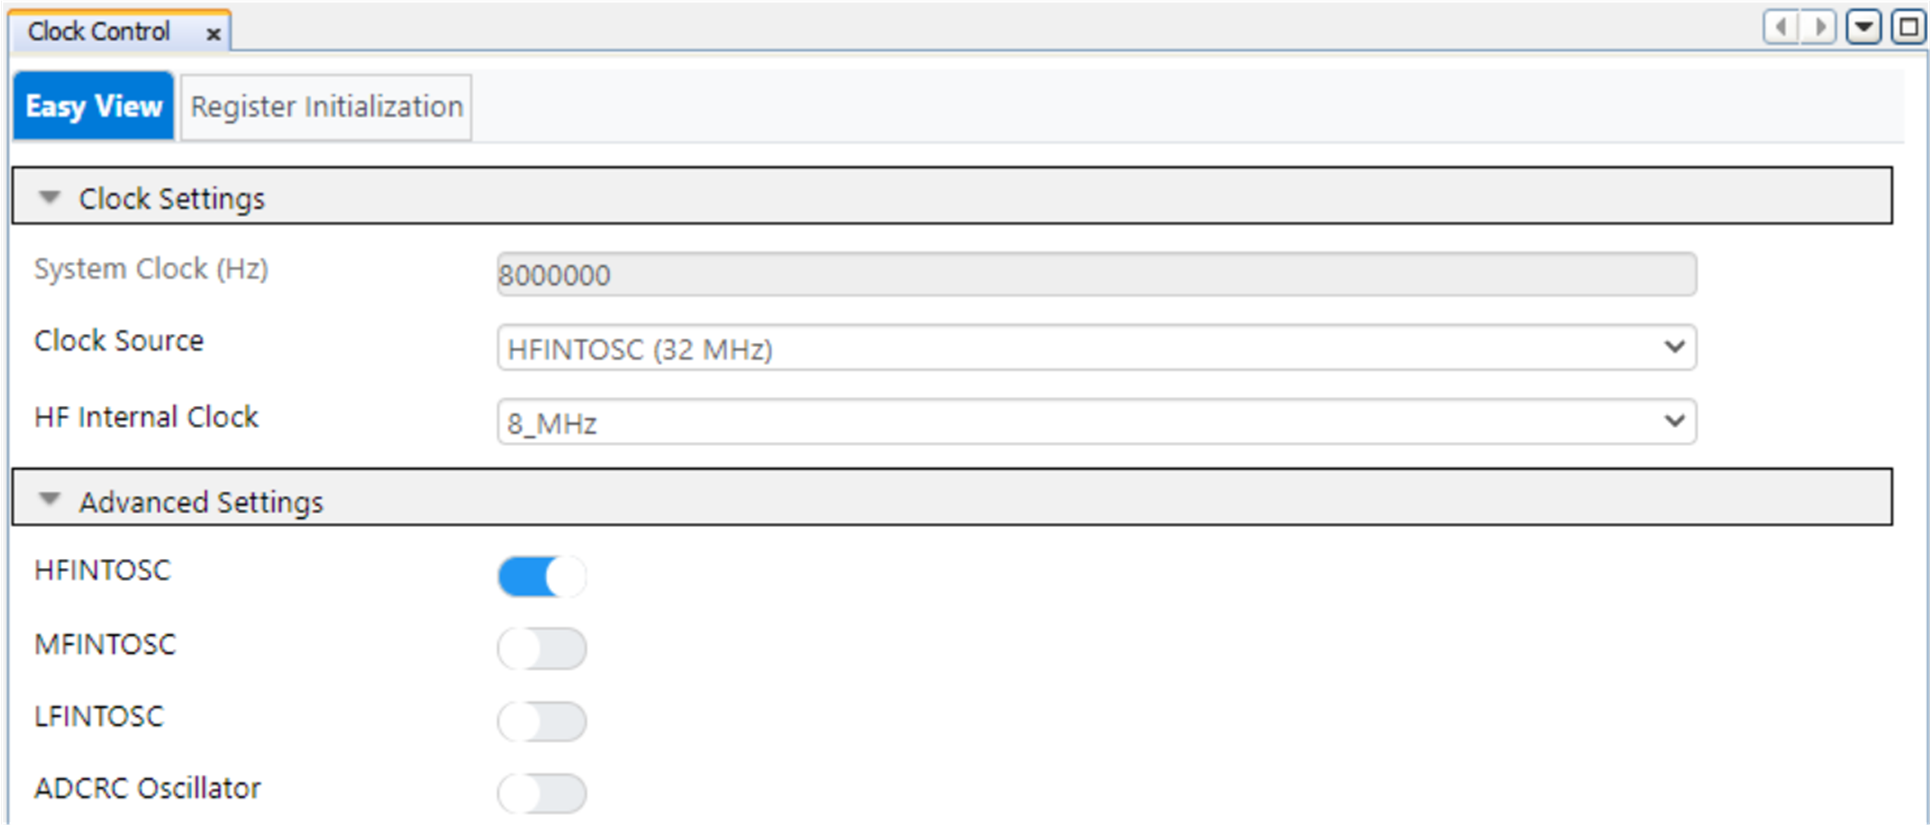 Clock Control x
Easy View Register Initialization
Clock Settings
System Clock (Hz) 8000000
Clock Source HFINTOSC (32 MHz)
HF Internal Clock 8_MHz
Advanced Settings
HFINTOSC
MFINTOSC
LFINTOSC
ADCRC Oscillator